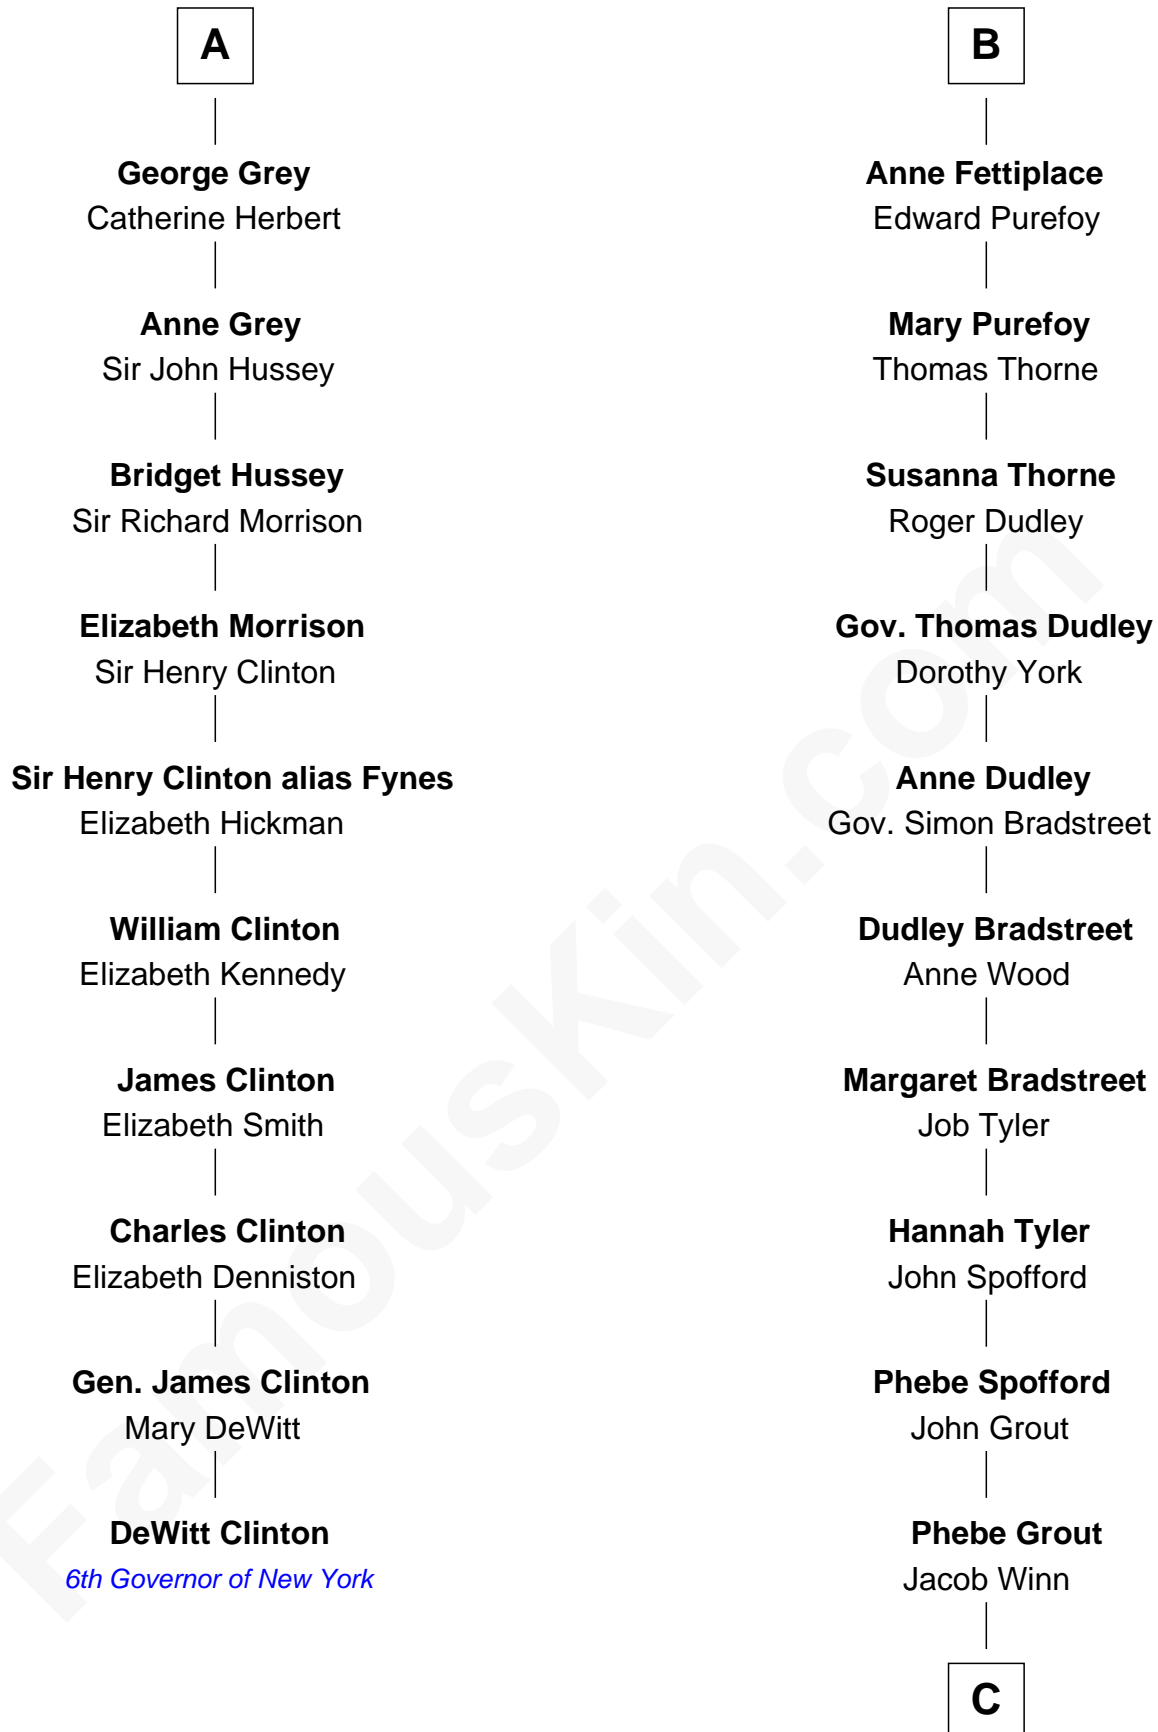 A
George Grey
Catherine Herbert
Anne Grey
Sir John Hussey
Bridget Hussey
Sir Richard Morrison
Elizabeth Morrison
Sir Henry Clinton
Sir Henry Clinton alias Fynes
Elizabeth Hickman
William Clinton
Elizabeth Kennedy
James Clinton
Elizabeth Smith
Charles Clinton
Elizabeth Denniston
Gen. James Clinton
Mary DeWitt
DeWitt Clinton
6th Governor of New York
B
Anne Fettiplace
Edward Purefoy
Mary Purefoy
Thomas Thorne
Susanna Thorne
Roger Dudley
Gov. Thomas Dudley
Dorothy York
Anne Dudley
Gov. Simon Bradstreet
Dudley Bradstreet
Anne Wood
Margaret Bradstreet
Job Tyler
Hannah Tyler
John Spofford
Phebe Spofford
John Grout
Phebe Grout
Jacob Winn
C
FamousKin.com